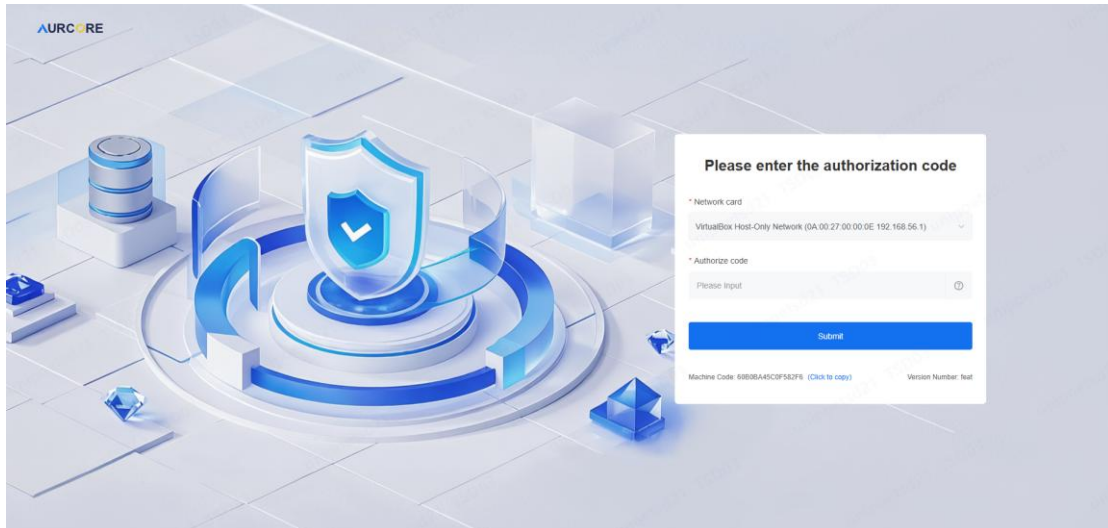 AURCORE
Please enter the authorization code
* Network card
VirtualBox Host-Only Network (0A:00:27:00:00:0E 192.168.56.1)
* Authorize code
Please Input
Submit
Machine Code: 60B0BA45C0F582F6 (Click to copy) Version Number: feat